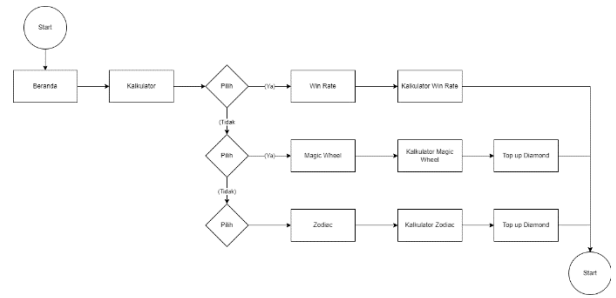 Start
Beranda
Kalkulator
Pilih
(Ya)
Win Rate
Kalkulator Win Rate
(Tidak
Pilih
(Ya)
Magic Wheel
Kalkulator Magic
Wheel
Top up Diamond
(Tidak)
Pilih
Zodiac
Kalkulator Zodiac
Top up Diamond
Start